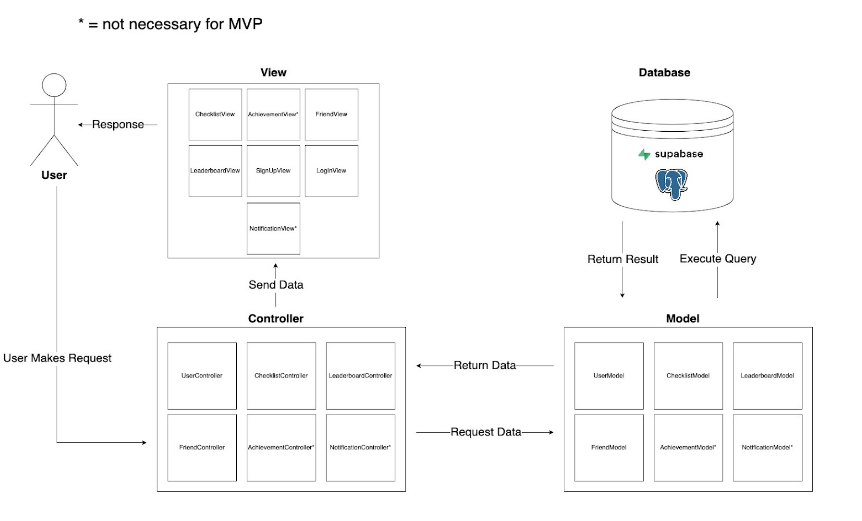 * = not necessary for MVP
View
Database
ChecklistView
AchievementView*
FriendView
Response
supabase
LeaderboardView
SignUpView
LoginView
User
NotificationView*
Return Result
Execute Query
Send Data
Controller
Model
User Makes Request
UserController
ChecklistController
LeaderboardController
Return Data
UserModel
ChecklistModel
LeaderboardModel
Request Data
FriendController
AchievementController*
NotificationController*
FriendModel
AchievementModel*
NotificationModel*